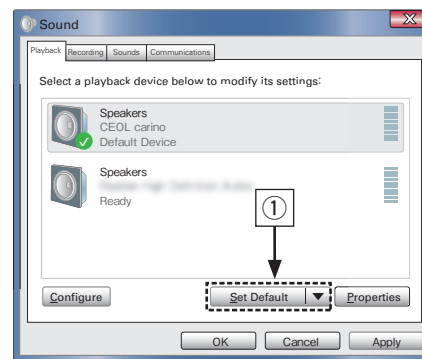 Sound
Playback Recording Sounds Communications
Select a playback device below to modify its settings:
Speakers
CEOL carino
Default Device
Speakers
Ready
①
Configure Set Default Properties
OK Cancel Apply